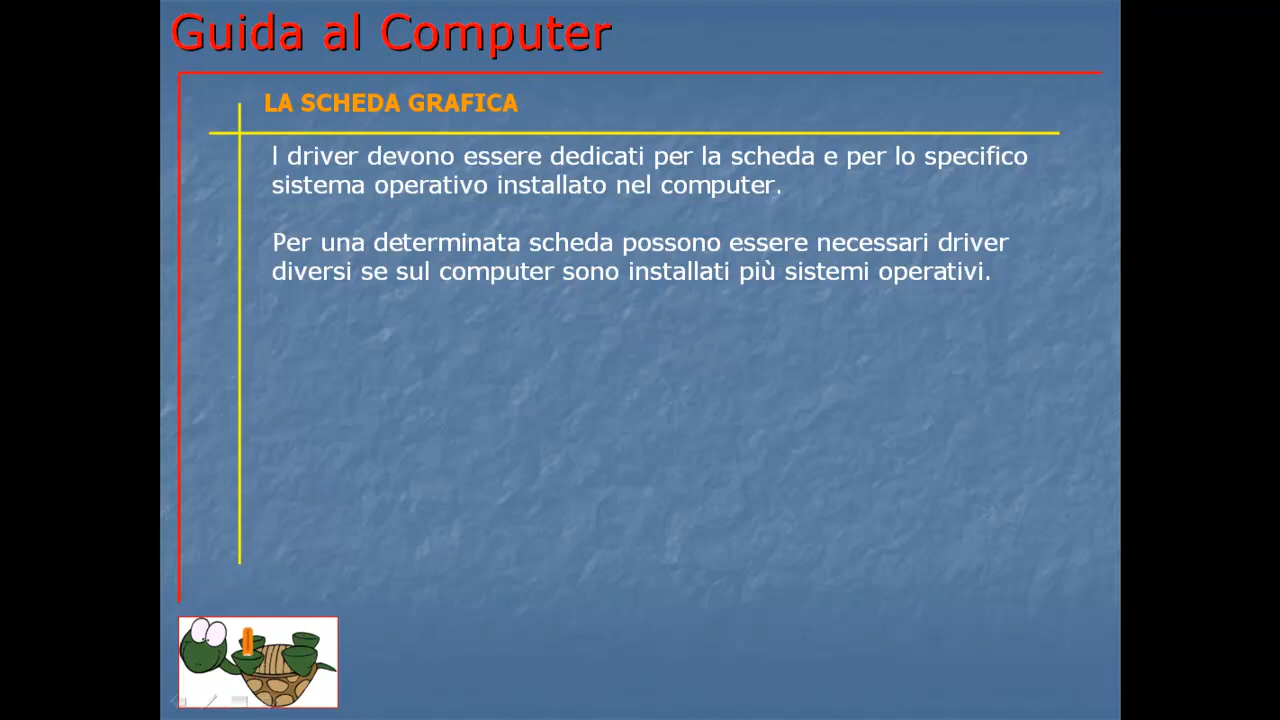 Guida al Computer
LA SCHEDA GRAFICA
I driver devono essere dedicati per la scheda e per lo specifico
sistema operativo installato nel computer.
Per una determinata scheda possono essere necessari driver
diversi se sul computer sono installati più sistemi operativi.